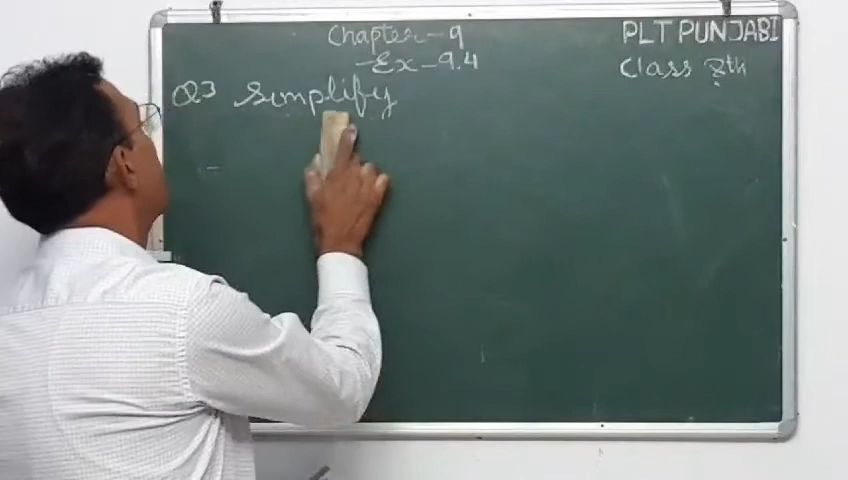 Chapter-9
Ex-9.4
PLT PUNJABI
Class 8th
Q3 Simplify